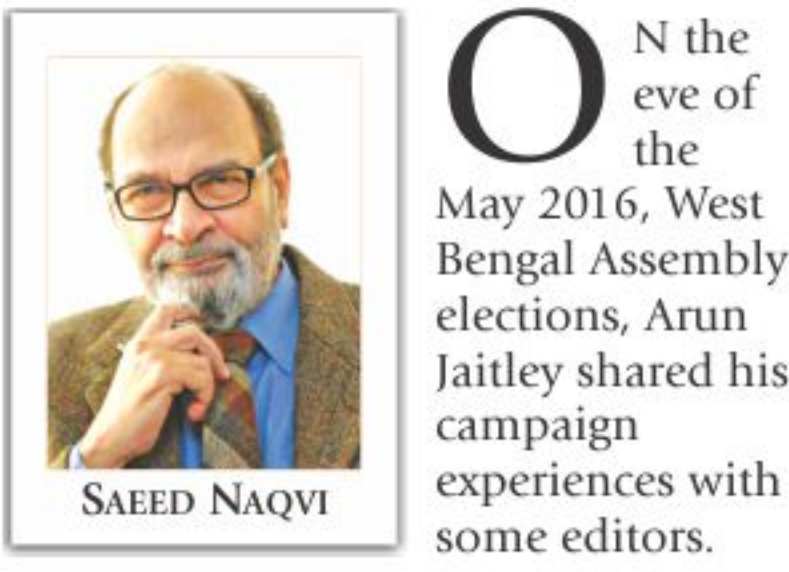 SAEED NAQVI
ON the
eve of
the
May 2016, West
Bengal Assembly
elections, Arun
Jaitley shared his
campaign
experiences with
some editors.